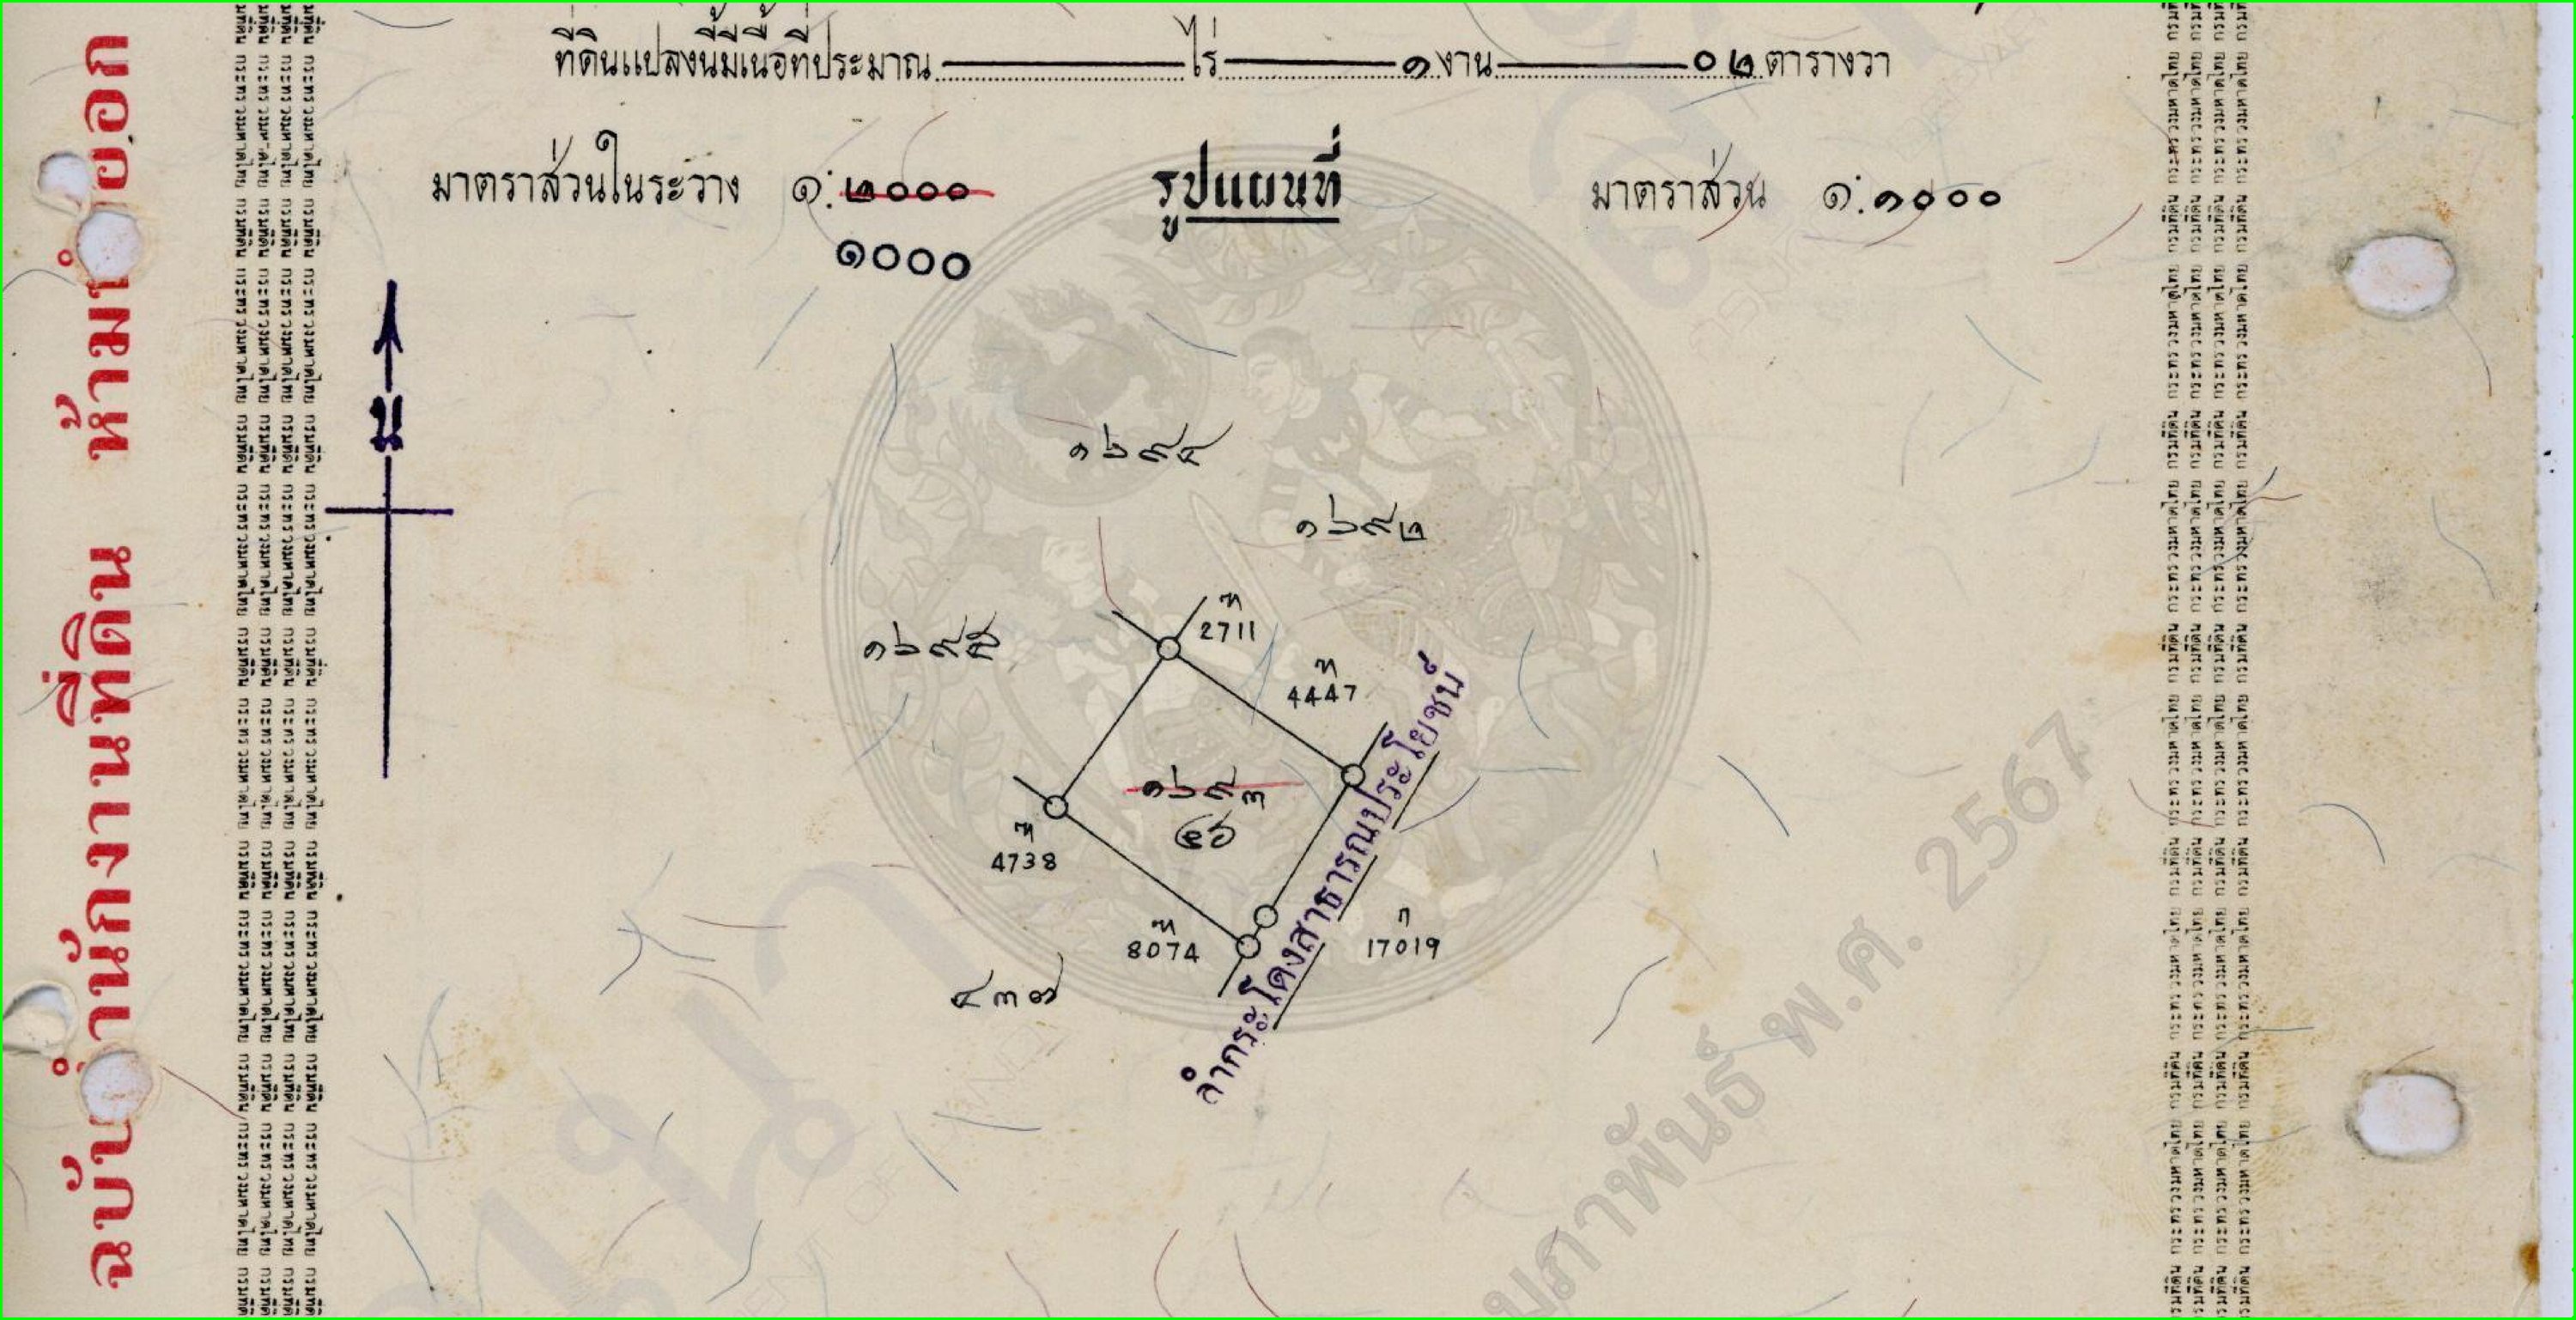 ที่ดินแปลงนี้มีเนื้อที่ประมาณ ไร่ ๑ งาน ๐๒ ตารางวา
มาตราส่วนในระวาง ๑:๒๐๐๐
๑๐๐๐
รูปแผนที่
มาตราส่วน ๑:๑๐๐๐
น
๑๖๙๔
๑๖๙๒
๑๖๙๕
ท
2711
ท
4447
๑๖๙๓
๕๖
ท
4738
ท
8074
ก
17019
๔๓๗
ลำกระโดงสาธารณประโยชน์
ฉบับสำนักงานที่ดิน ห้าม
กรมที่ดิน กระทรวงมหาดไทย
กุมภาพันธ์ พ.ศ. 2567